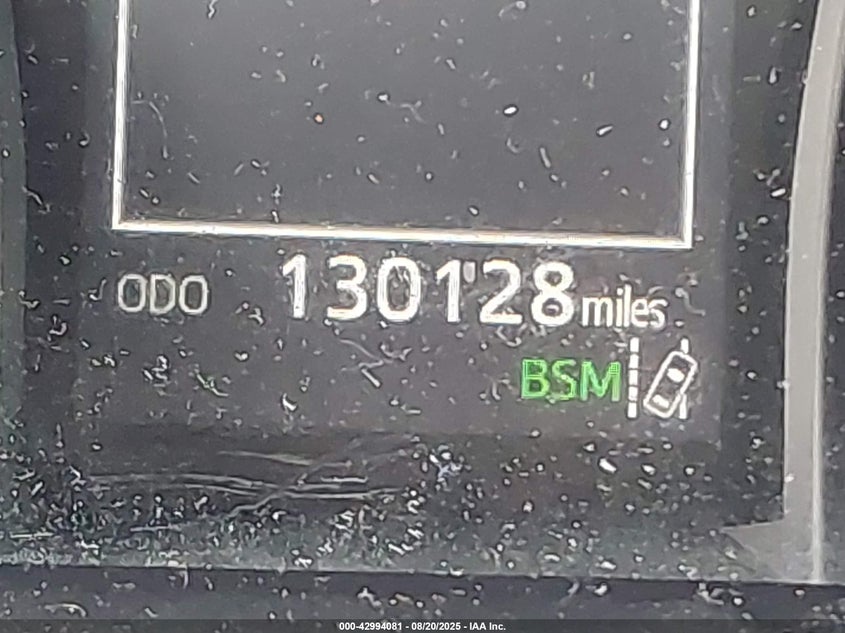 ODO 130128 miles
BSM
000-42994081 - 08/20/2025 - IAA Inc.